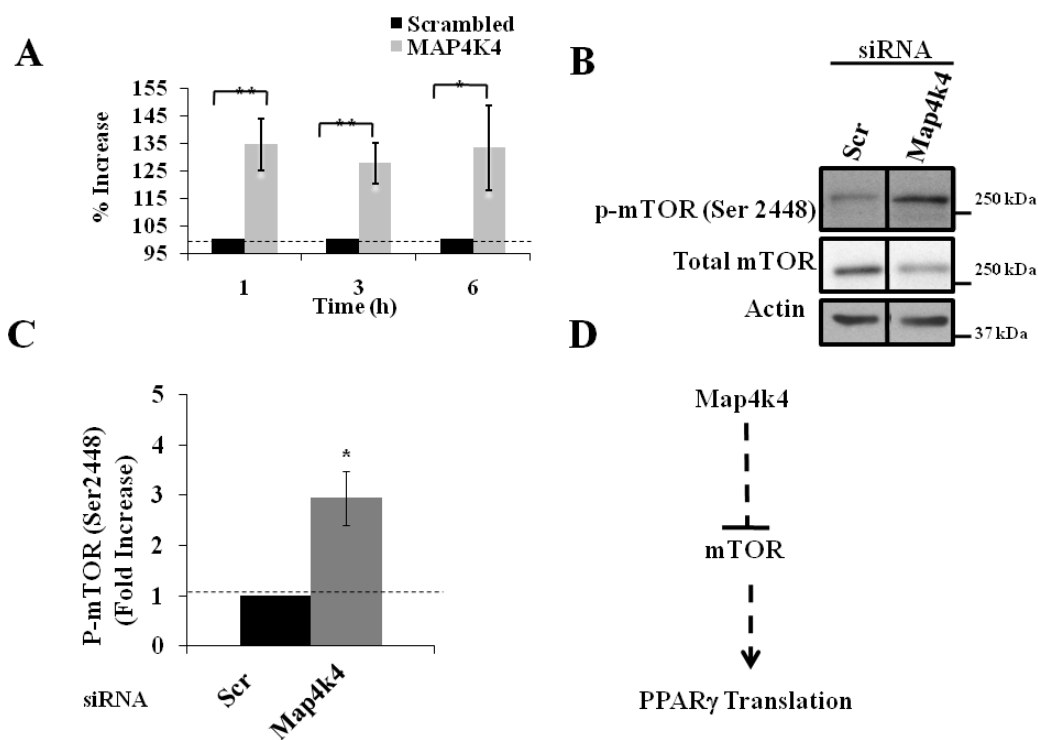 A
Scrambled
MAP4K4
% Increase
155
145
135
125
115
105
95
**
**
*
1
3
6
Time (h)
B
siRNA
Scr
Map4k4
p-mTOR (Ser 2448)
250 kDa
Total mTOR
250 kDa
Actin
37 kDa
C
P-mTOR (Ser2448)
(Fold Increase)
5
4
3
2
1
0
*
siRNA
Scr
Map4k4
D
Map4k4
mTOR
PPARγ Translation